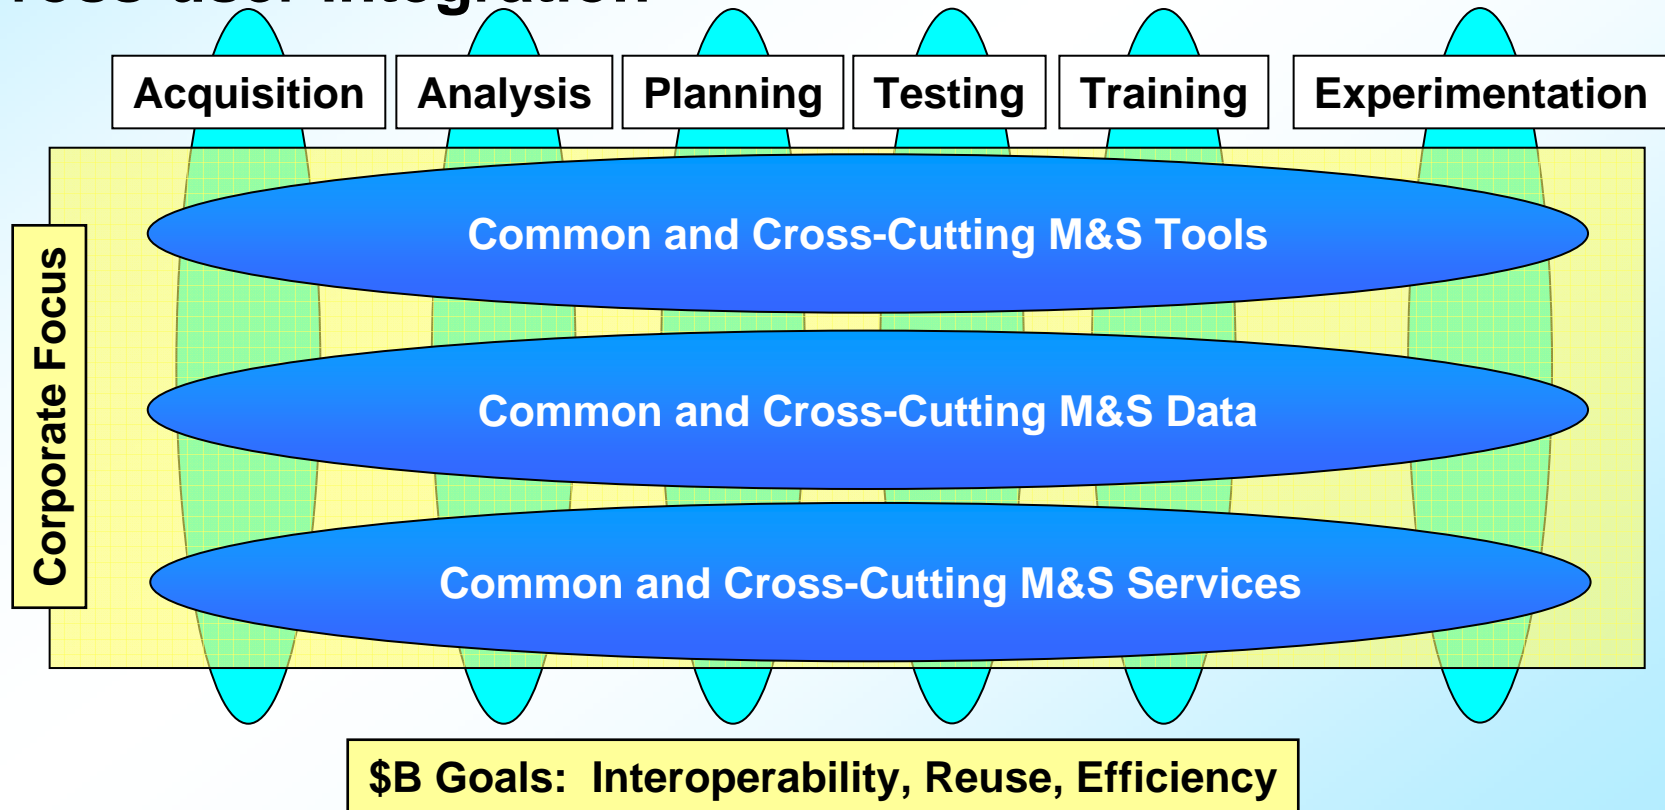 Acquisition
Analysis
Planning
Testing
Training
Experimentation
Corporate Focus
Common and Cross-Cutting M&S Tools
Common and Cross-Cutting M&S Data
Common and Cross-Cutting M&S Services
$B Goals: Interoperability, Reuse, Efficiency